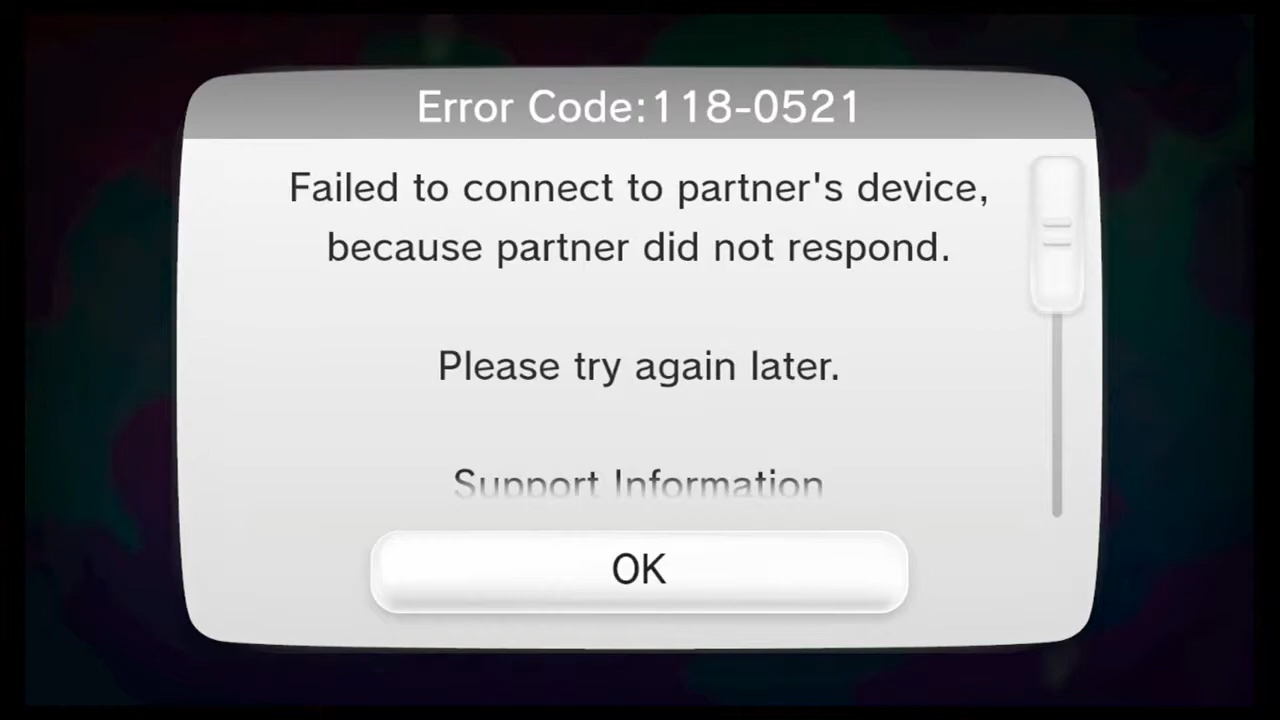 Error Code:118-0521
Failed to connect to partner's device,
because partner did not respond.
Please try again later.
Support Information
OK